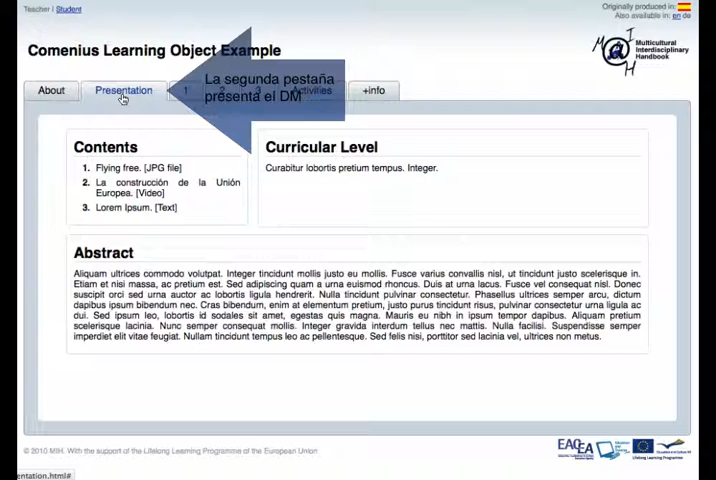 Teacher | Student
Originally produced in:
Also available in: en de
Comenius Learning Object Example
Multicultural
Interdisciplinary
Handbook
La segunda pestaña
presenta el DM
About Presentation 1 2 3 Activities +info
Contents
1. Flying free. [JPG file]
2. La construcción de la Unión
Europea. [Video]
3. Lorem Ipsum. [Text]
Curricular Level
Curabitur lobortis pretium tempus. Integer.
Abstract
Aliquam ultrices commodo volutpat. Integer tincidunt mollis justo eu mollis. Fusce varius convallis nisl, ut tincidunt justo scelerisque in.
Etiam et nisi massa, ac pretium est. Sed adipiscing quam a urna euismod rhoncus. Duis at urna lacus. Fusce vel consequat nisl. Donec
suscipit orci sed urna auctor ac lobortis ligula hendrerit. Nulla tincidunt pulvinar consectetur. Phasellus ultrices semper arcu, dictum
dapibus ipsum bibendum nec. Cras bibendum, enim at elementum pretium, justo purus tincidunt risus, pulvinar consectetur urna ligula ac
dui. Sed ipsum leo, lobortis id sodales sit amet, egestas quis magna. Mauris eu nibh in ipsum tempor dapibus. Aliquam pretium
scelerisque lacinia. Nunc semper consequat mollis. Integer gravida interdum tellus nec mattis. Nulla facilisi. Suspendisse semper
imperdiet elit vitae feugiat. Nullam tempus leo ac pellentesque. Sed felis nisi, porttitor sed lacinia vel, ultrices non metus.
© 2010 MIH. With the support of the Lifelong Learning Programme of the European Union
EACEA
Lifelong Learning Programme
entation.html#